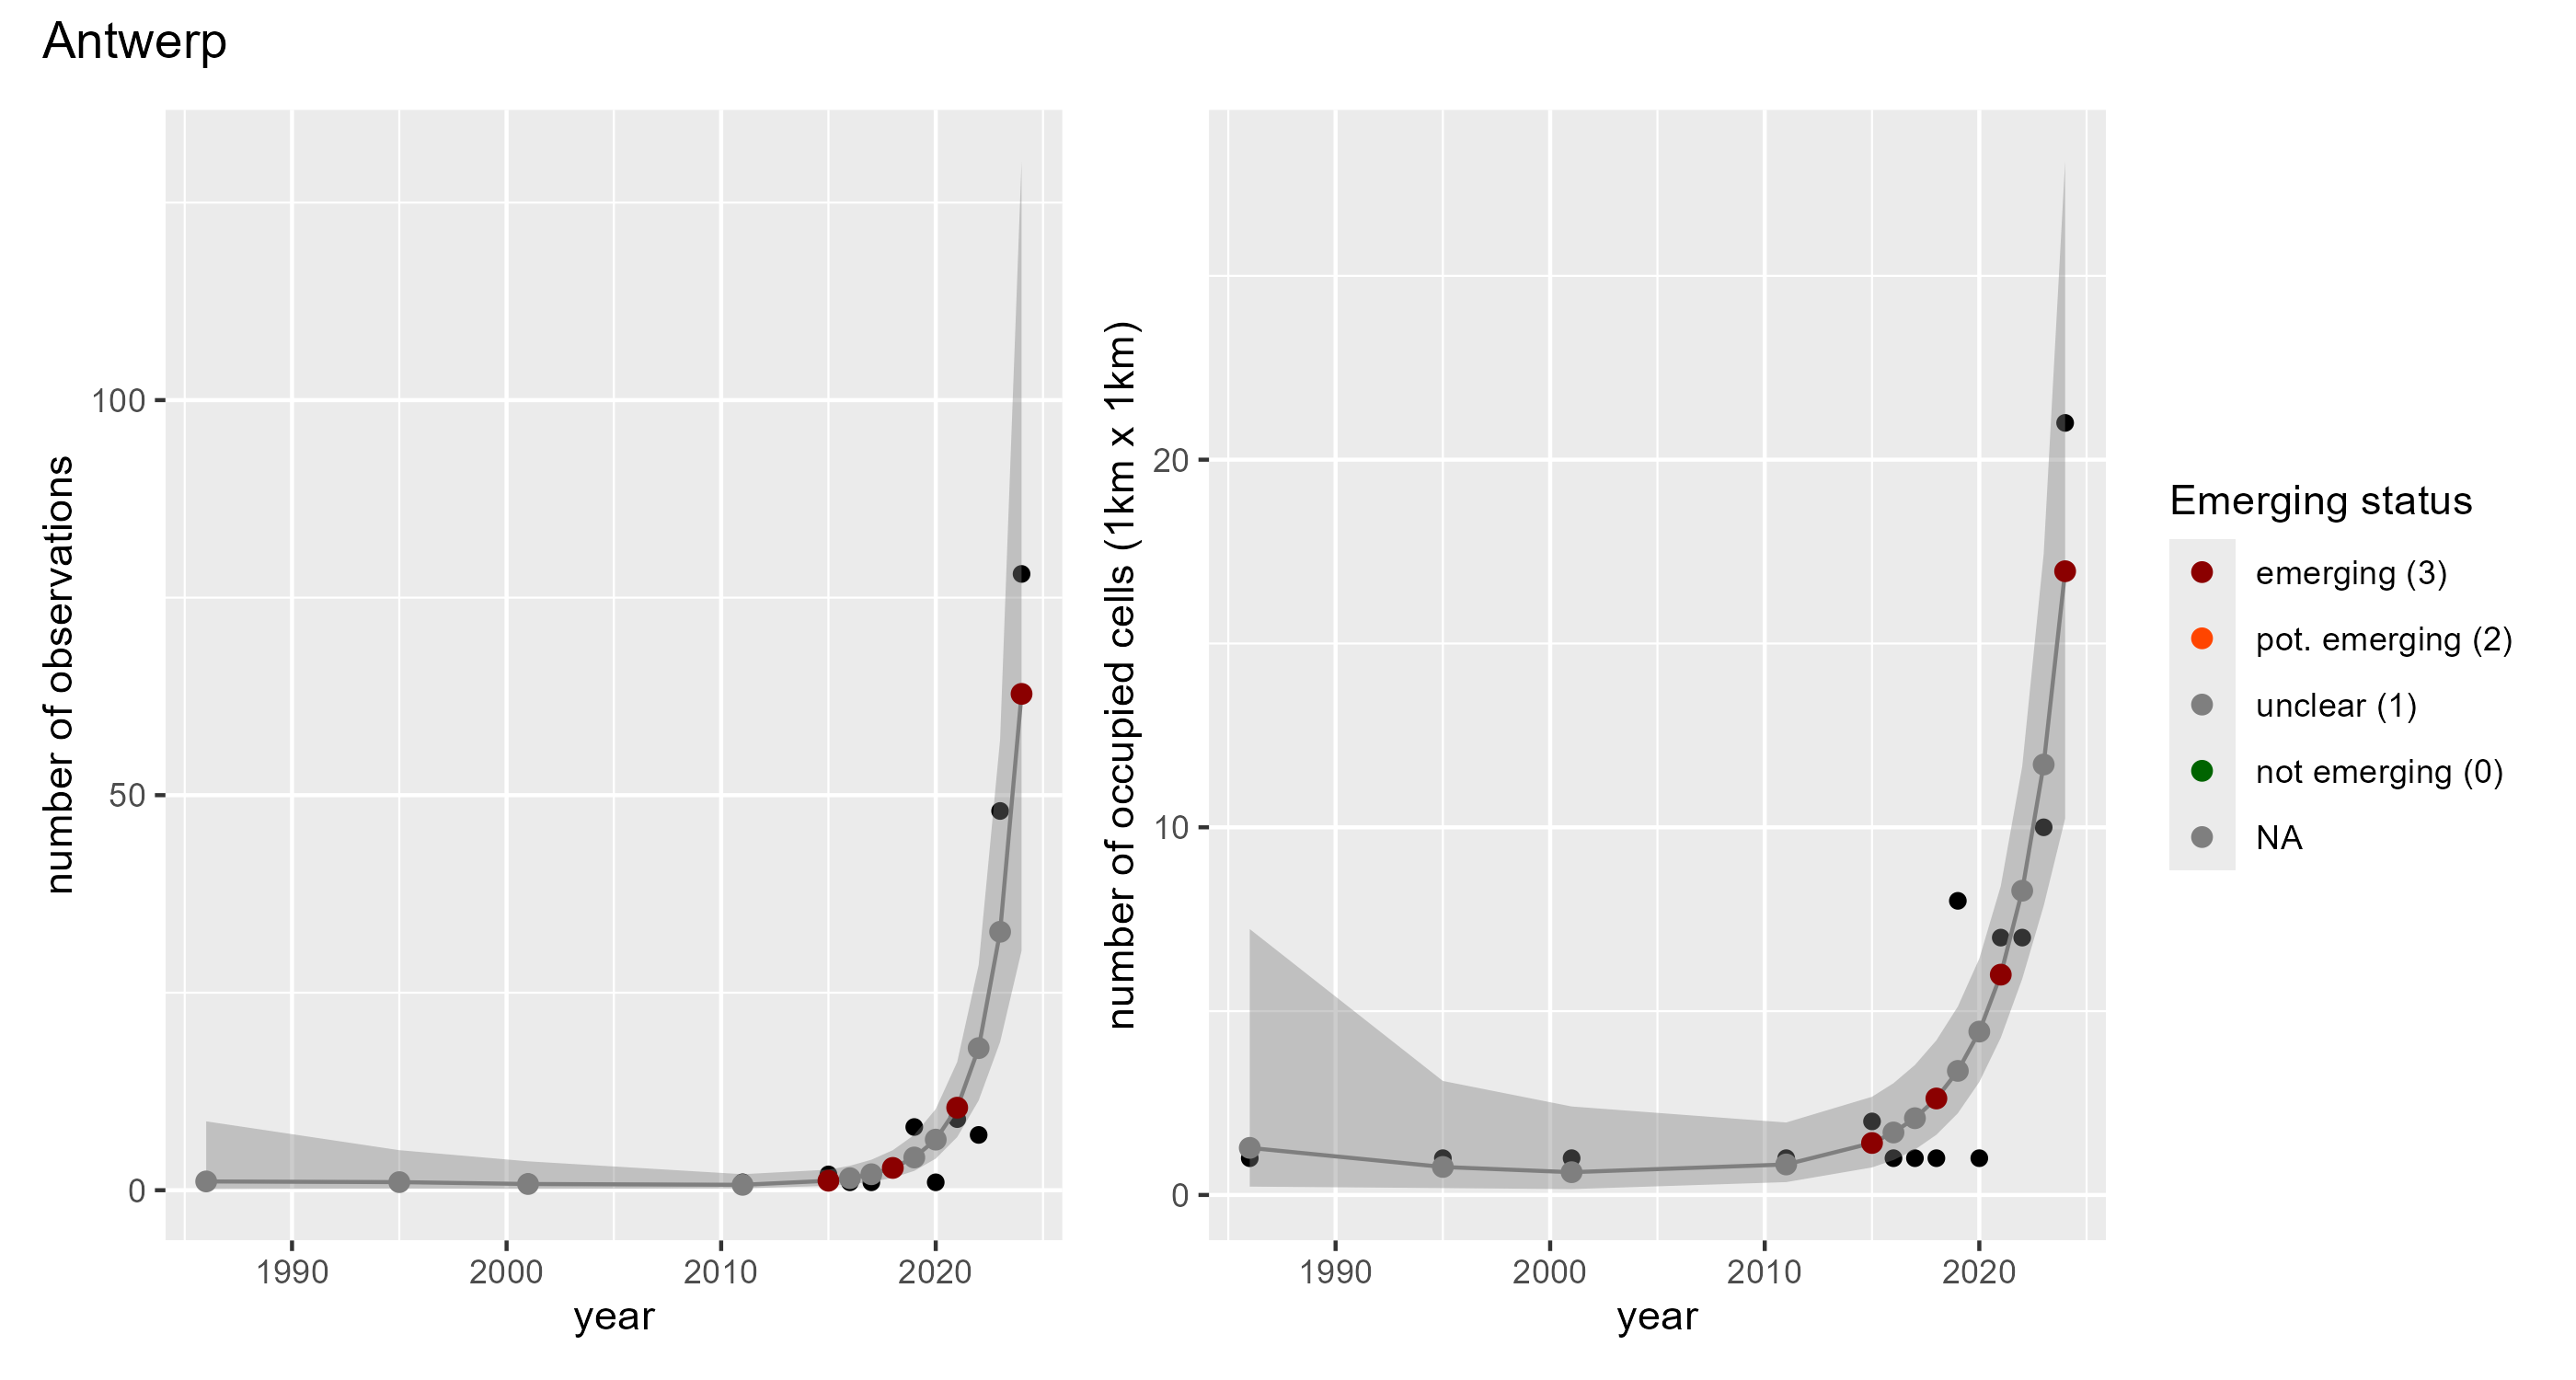 Antwerp
number of observations
100
50
0
1990 2000 2010 2020
year
number of occupied cells (1km x 1km)
20
10
0
1990 2000 2010 2020
year
Emerging status
emerging (3)
pot. emerging (2)
unclear (1)
not emerging (0)
NA